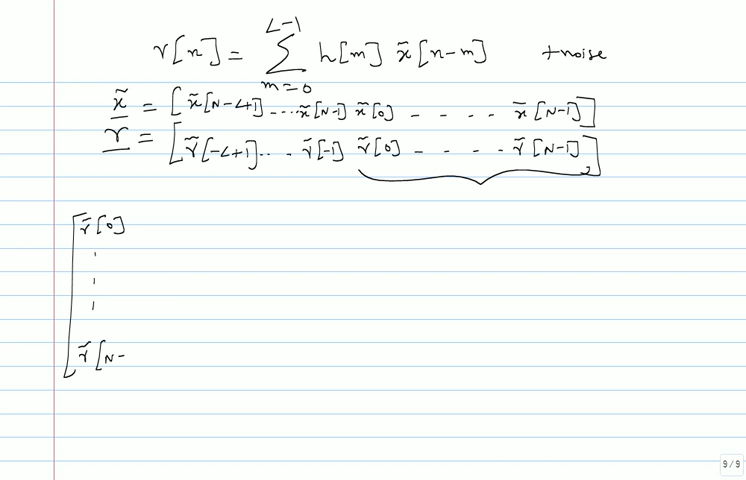 r[n] = Σ_{m=0}^{L-1} h[m] x̃[n-m] + noise
x̃ = [x̃[N-L+1] .... x̃[N-1] x̃[0] - - - - x̃[N-1]]
r̃ = [r̃[-L+1] ... r̃[-1] r̃[0] - - - - r̃[N-1]]
[r̃[0]
.
.
.
r̃[N-
9/9